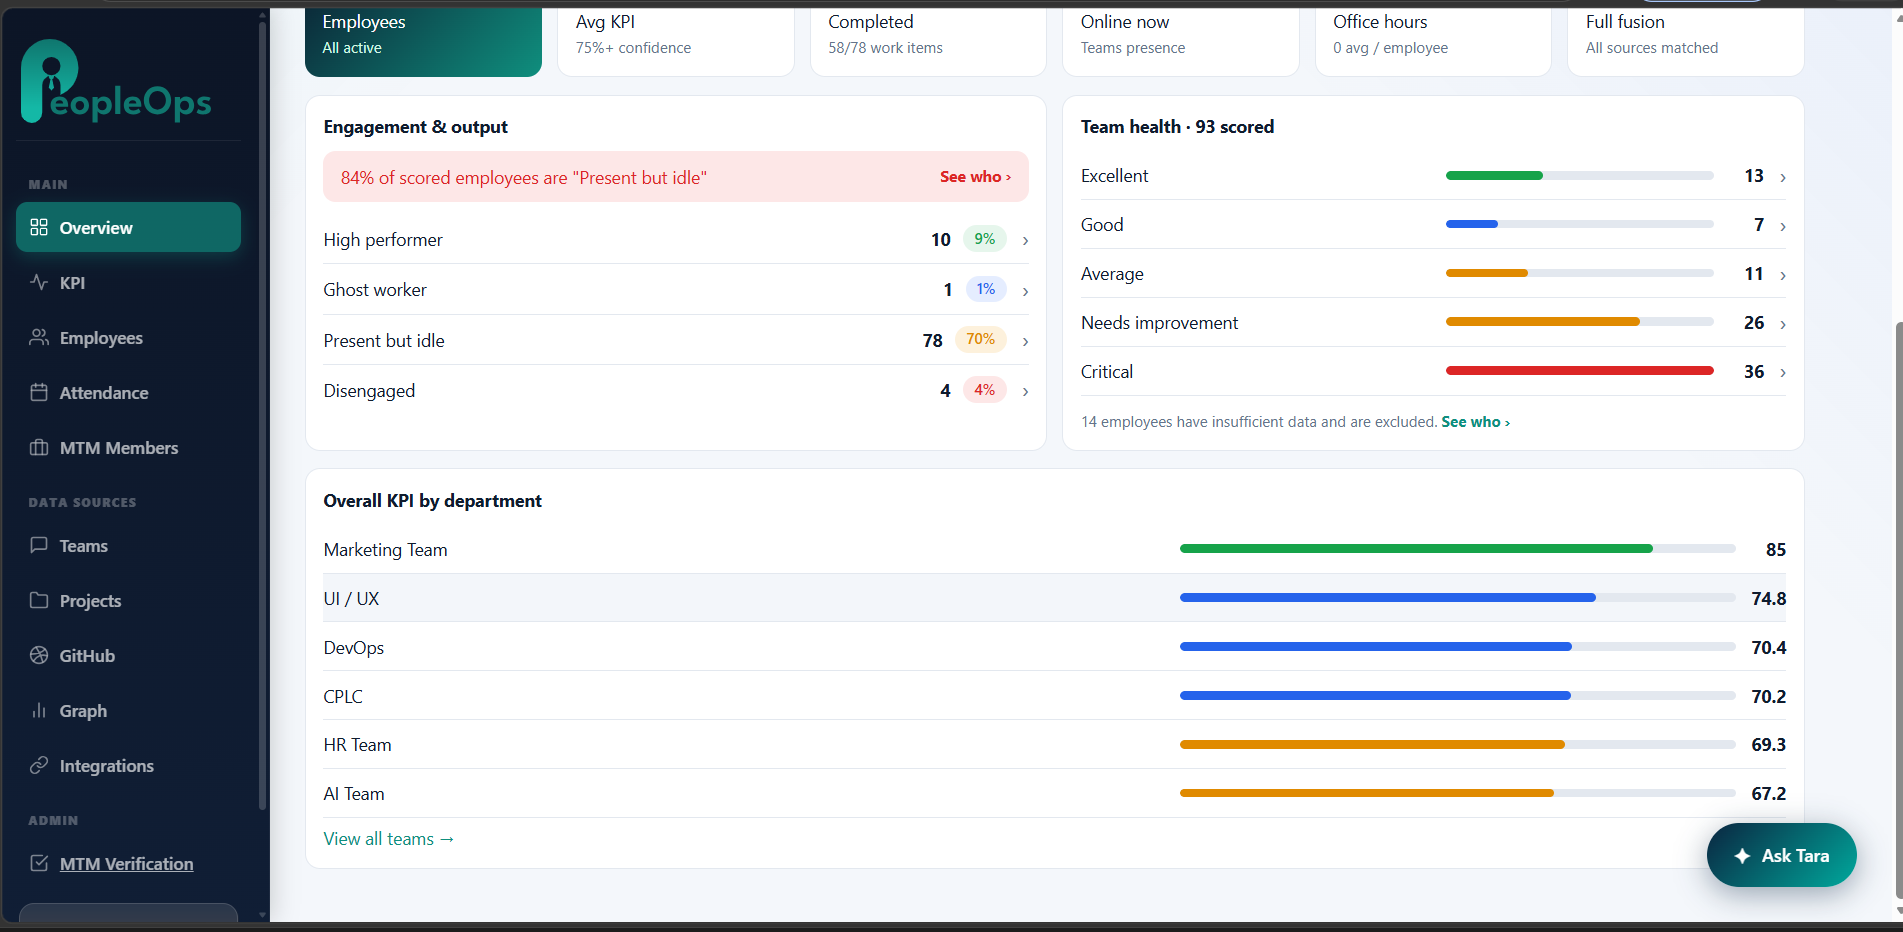 PeopleOps
MAIN
Overview
KPI
Employees
Attendance
MTM Members
DATA SOURCES
Teams
Projects
GitHub
Graph
Integrations
ADMIN
MTM Verification
Employees
All active
Avg KPI
75%+ confidence
Completed
58/78 work items
Online now
Teams presence
Office hours
0 avg / employee
Full fusion
All sources matched
Engagement & output
84% of scored employees are "Present but idle" See who ›
High performer 10 9% ›
Ghost worker 1 1% ›
Present but idle 78 70% ›
Disengaged 4 4% ›
Team health · 93 scored
Excellent 13 ›
Good 7 ›
Average 11 ›
Needs improvement 26 ›
Critical 36 ›
14 employees have insufficient data and are excluded. See who ›
Overall KPI by department
Marketing Team 85
UI / UX 74.8
DevOps 70.4
CPLC 70.2
HR Team 69.3
AI Team 67.2
View all teams →
Ask Tara